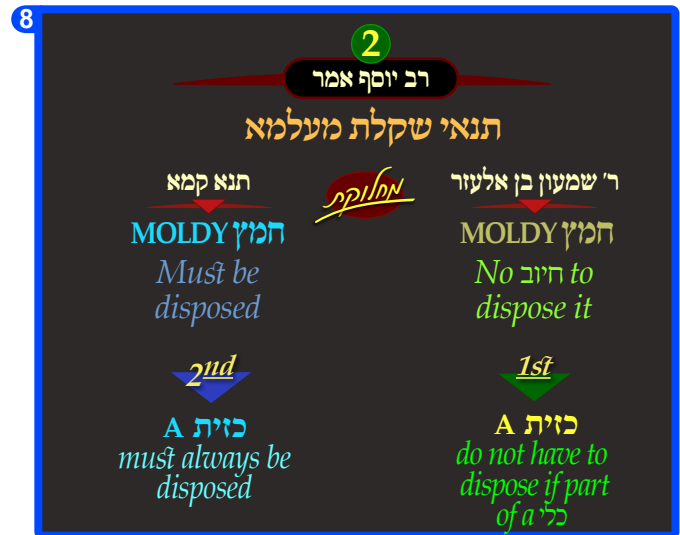 8
2
רב יוסף אמר
תנאי שקלת מעלמא
ר׳ שמעון בן אלעזר
מחלוקת
תנא קמא
MOLDY חמץ
No חיוב to
dispose it
MOLDY חמץ
Must be
disposed
1st
A כזית
do not have to
dispose if part
of a כלי
2nd
A כזית
must always be
disposed